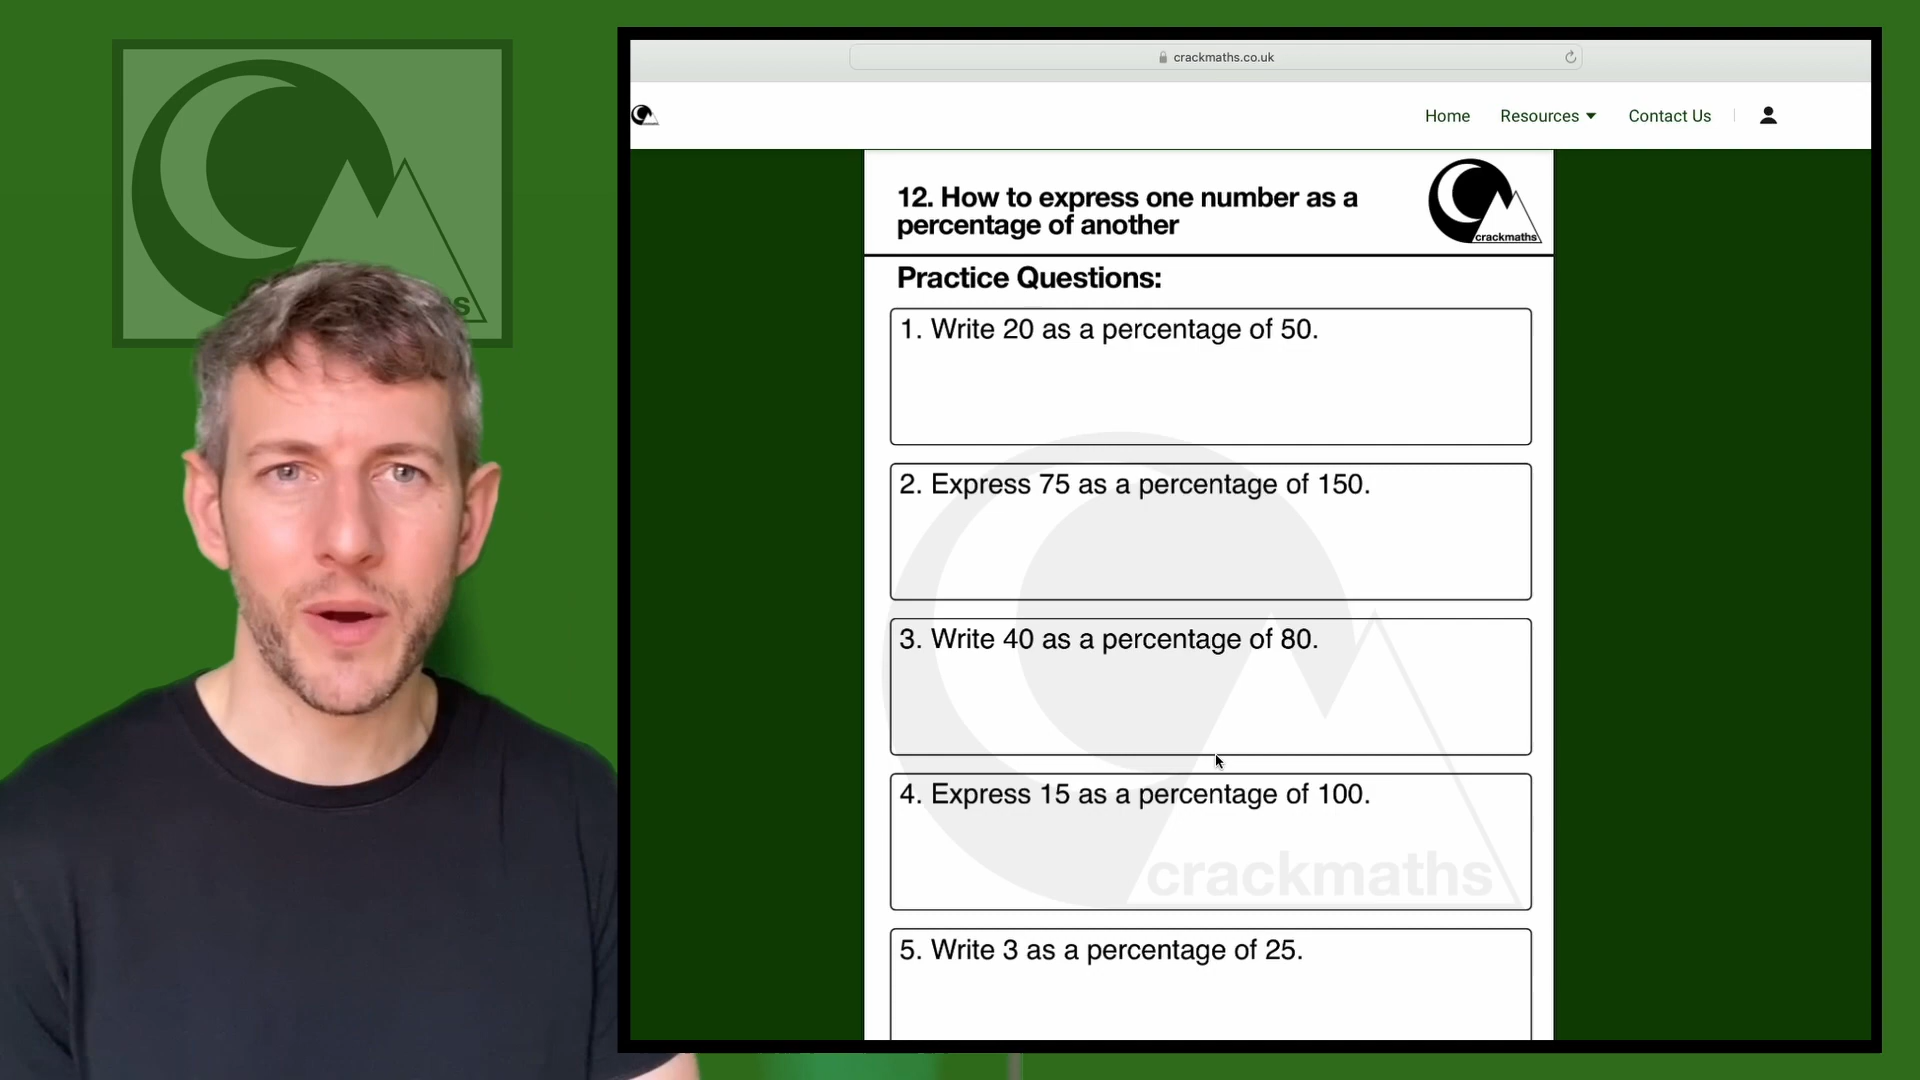 crackmaths.co.uk
Home Resources Contact Us
12. How to express one number as a
percentage of another
crackmaths
Practice Questions:
1. Write 20 as a percentage of 50.
2. Express 75 as a percentage of 150.
3. Write 40 as a percentage of 80.
4. Express 15 as a percentage of 100.
crackmaths
5. Write 3 as a percentage of 25.